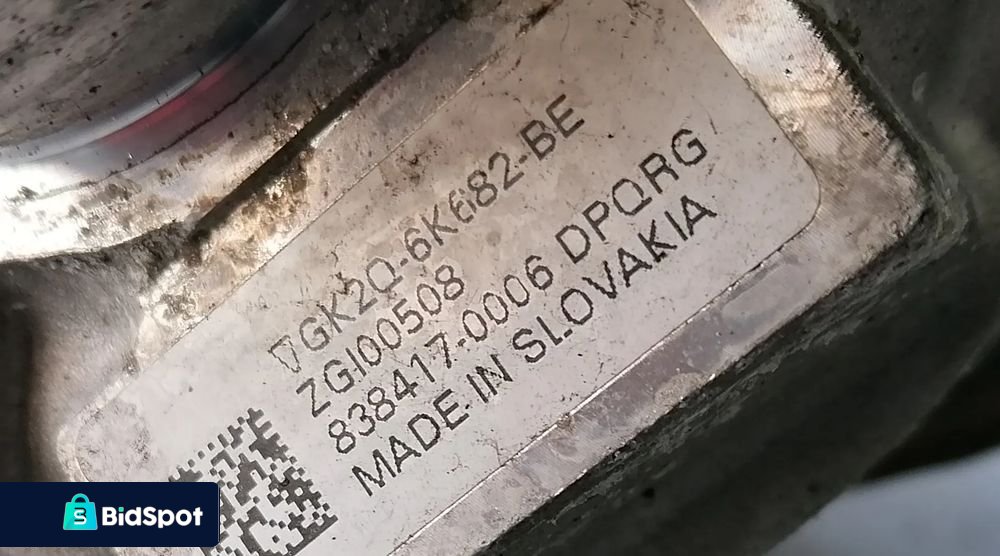 GK2Q-6K682-BE
ZGI00508
838417-0006 DPQRG
MADE IN SLOVAKIA
BidSpot